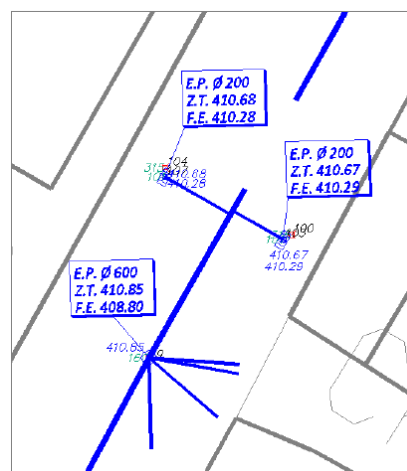 E.P. Ø 200
Z.T. 410.68
F.E. 410.28
E.P. Ø 200
Z.T. 410.67
F.E. 410.29
104
410.68
410.28
100
410.67
410.29
E.P. Ø 600
Z.T. 410.85
F.E. 408.80
410.85